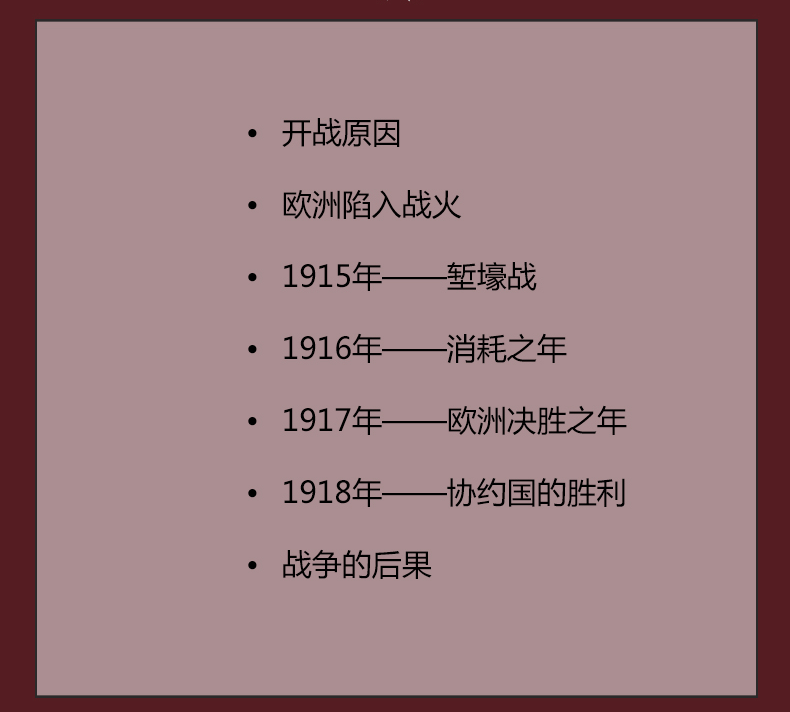 • 开战原因
• 欧洲陷入战火
• 1915年——堑壕战
• 1916年——消耗之年
• 1917年——欧洲决胜之年
• 1918年——协约国的胜利
• 战争的后果